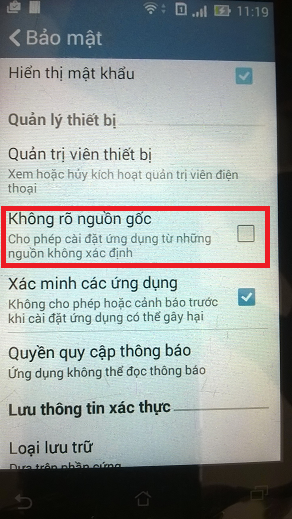 11:19
Bảo mật
Hiển thị mật khẩu
Quản lý thiết bị
Quản trị viên thiết bị
Xem hoặc hủy kích hoạt quản trị viên điện
thoại
Không rõ nguồn gốc
Cho phép cài đặt ứng dụng từ những
nguồn không xác định
Xác minh các ứng dụng
Không cho phép hoặc cảnh báo trước
khi cài đặt ứng dụng có thể gây hại
Quyền quy cập thông báo
Ứng dụng không thể đọc thông báo
Lưu thông tin xác thực
Loại lưu trữ
Dựa trên phần cứng